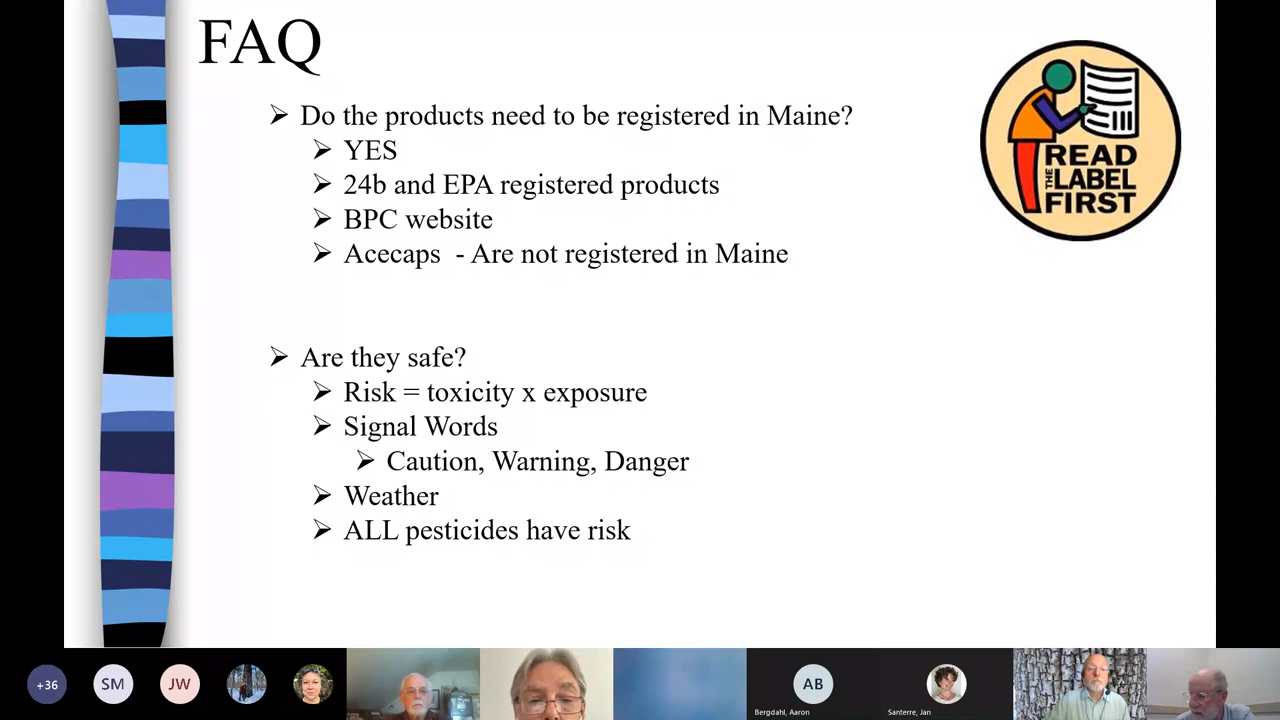 FAQ
Do the products need to be registered in Maine?
YES
24b and EPA registered products
BPC website
Acecaps - Are not registered in Maine
Are they safe?
Risk = toxicity x exposure
Signal Words
Caution, Warning, Danger
Weather
ALL pesticides have risk
READ
THE LABEL
FIRST
+36
SM
JW
AB
Bergdahl, Aaron
Santerre, Jan